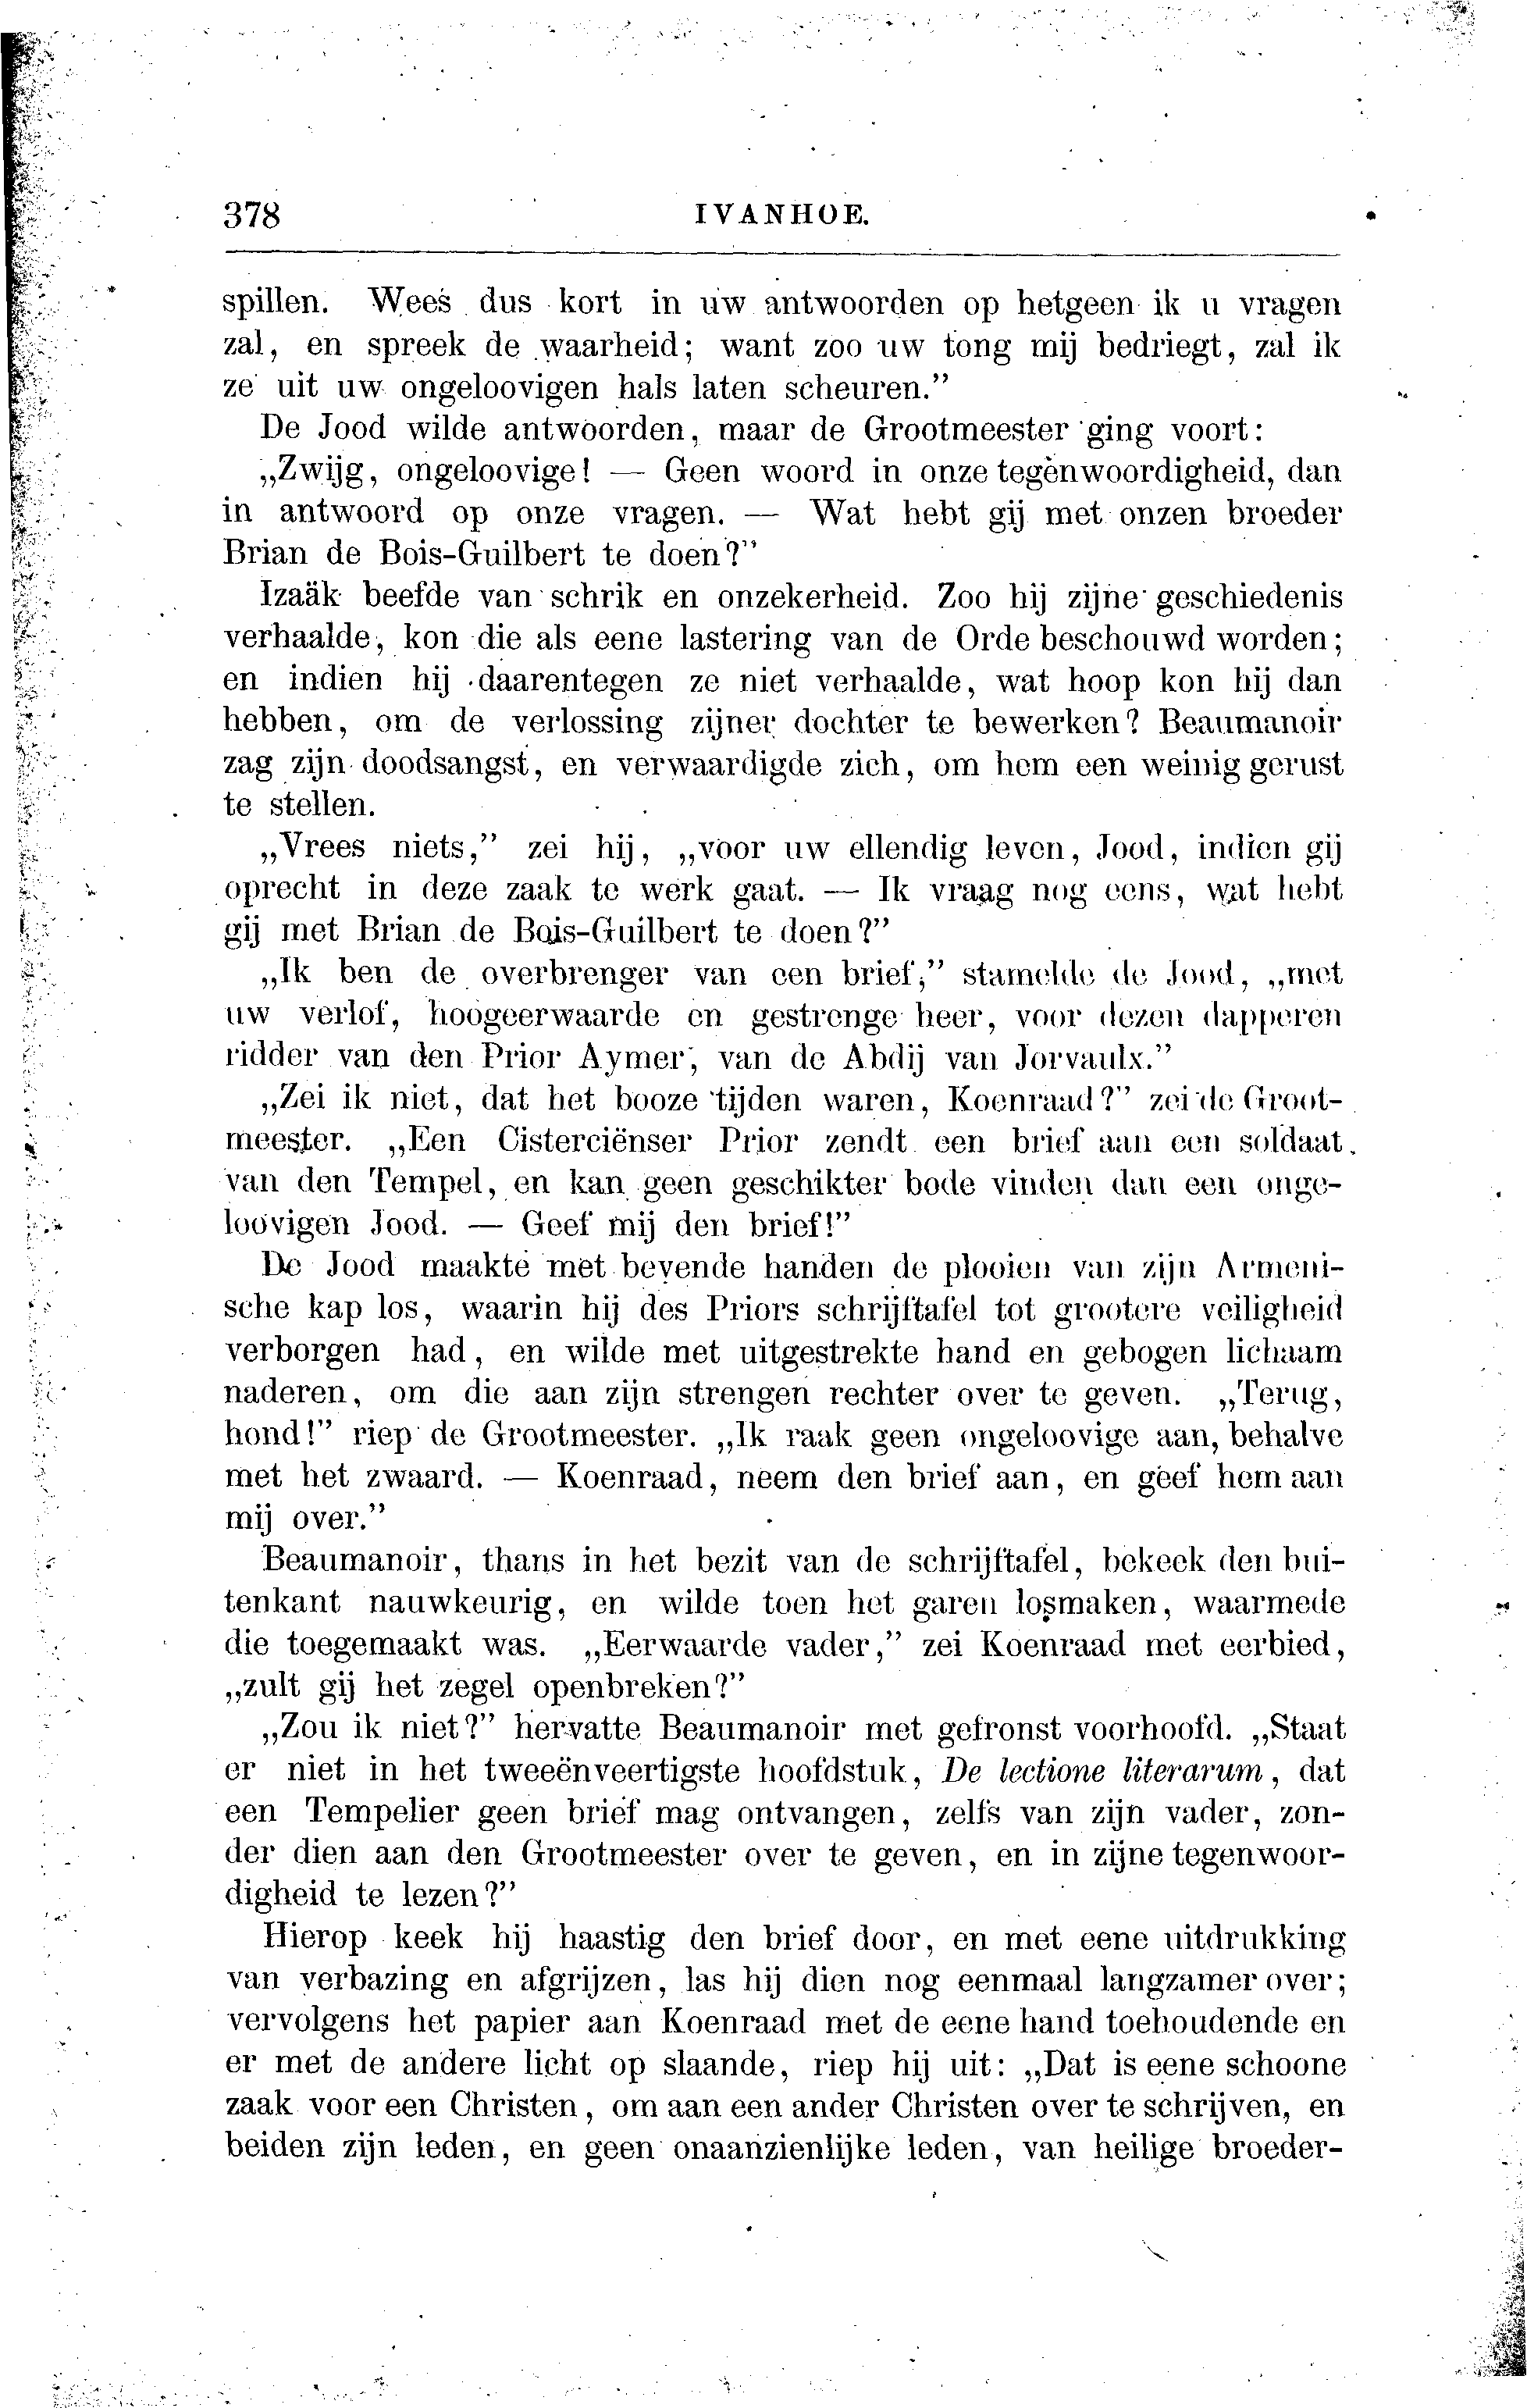 378
IVANHOE.
spillen. Wees dus kort in uw antwoorden op hetgeen ik u vragen
zal, en spreek de waarheid; want zoo uw tong mij bedriegt, zal ik
ze uit uw ongeloovigen hals laten scheuren.”
De Jood wilde antwoorden, maar de Grootmeester ging voort:
„Zwijg, ongeloovige! — Geen woord in onze tegenwoordigheid, dan
in antwoord op onze vragen. — Wat hebt gij met onzen broeder
Brian de Bois-Guilbert te doen?”
Izaäk beefde van schrik en onzekerheid. Zoo hij zijne geschiedenis
verhaalde, kon die als eene lastering van de Orde beschouwd worden;
en indien hij daarentegen ze niet verhaalde, wat hoop kon hij dan
hebben, om de verlossing zijner dochter te bewerken? Beaumanoir
zag zijn doodsangst, en verwaardigde zich, om hem een weinig gerust
te stellen.
„Vrees niets,” zei hij, „voor uw ellendig leven, Jood, indien gij
oprecht in deze zaak te werk gaat. — Ik vraag nog eens, wat hebt
gij met Brian de Bois-Guilbert te doen?”
„Ik ben de overbrenger van een brief,” stamelde de Jood, „met
uw verlof, hoogeerwaarde en gestrenge heer, voor dezen dapperen
ridder van den Prior Aymer, van de Abdij van Jorvaulx.”
„Zei ik niet, dat het booze tijden waren, Koenraad?” zei de Groot-
meester. „Een Cisterciënser Prior zendt een brief aan een soldaat
van den Tempel, en kan geen geschikter bode vinden dan een onge-
loovigen Jood. — Geef mij den brief!”
De Jood maakte met bevende handen de plooien van zijn Armeni-
sche kap los, waarin hij des Priors schrijftafel tot grootere veiligheid
verborgen had, en wilde met uitgestrekte hand en gebogen lichaam
naderen, om die aan zijn strengen rechter over te geven. „Terug,
hond!” riep de Grootmeester. „Ik raak geen ongeloovige aan, behalve
met het zwaard. — Koenraad, neem den brief aan, en geef hem aan
mij over.”
Beaumanoir, thans in het bezit van de schrijftafel, bekeek den bui-
tenkant nauwkeurig, en wilde toen het garen losmaken, waarmede
die toegemaakt was. „Eerwaarde vader,” zei Koenraad met eerbied,
„zult gij het zegel openbreken?”
„Zou ik niet?” hervatte Beaumanoir met gefronst voorhoofd. „Staat
er niet in het tweeënveertigste hoofdstuk, De lectione literarum, dat
een Tempelier geen brief mag ontvangen, zelfs van zijn vader, zon-
der dien aan den Grootmeester over te geven, en in zijne tegenwoor-
digheid te lezen?”
Hierop keek hij haastig den brief door, en met eene uitdrukking
van verbazing en afgrijzen, las hij dien nog eenmaal langzamer over;
vervolgens het papier aan Koenraad met de eene hand toehoudende en
er met de andere licht op slaande, riep hij uit: „Dat is eene schoone
zaak voor een Christen, om aan een ander Christen over te schrijven, en
beiden zijn leden, en geen onaanzienlijke leden, van heilige broeder-